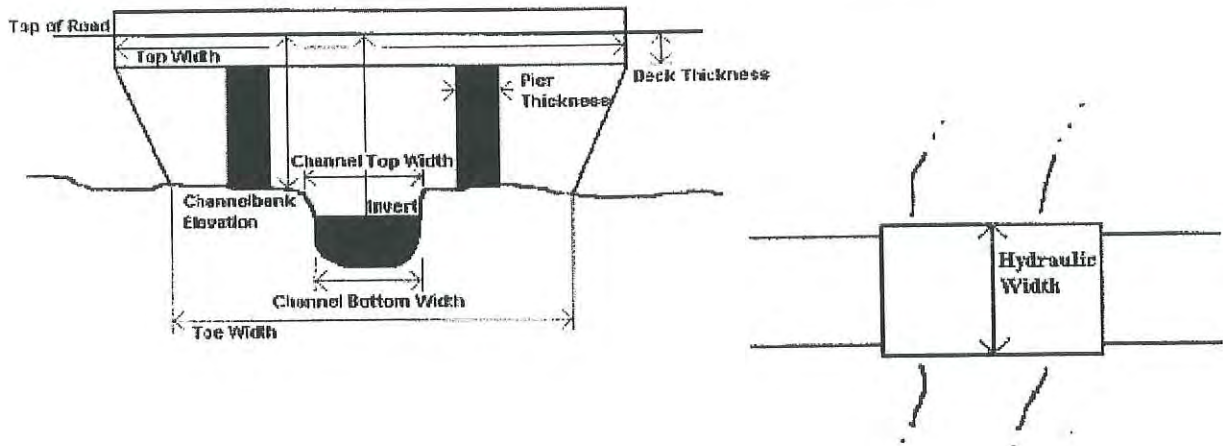 Top of Road
Top Width
Deck Thickness
Pier
Thickness
Channel Top Width
Channelbank
Elevation
Invert
Channel Bottom Width
Toe Width
Hydraulic
Width